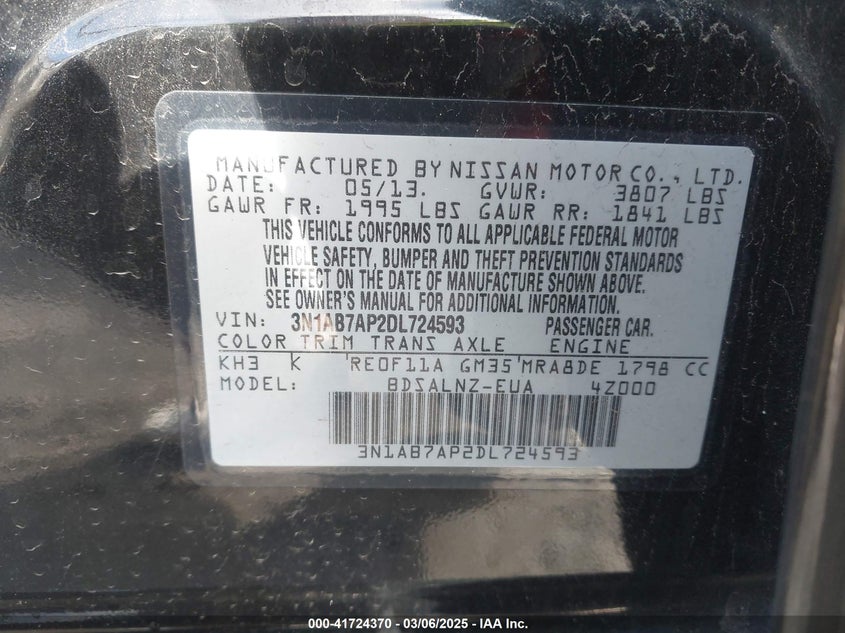 MANUFACTURED BY NISSAN MOTOR CO., LTD.
DATE: 05/13. GVWR: 3807 LBS
GAWR FR: 1995 LBS GAWR RR: 1841 LBS
THIS VEHICLE CONFORMS TO ALL APPLICABLE FEDERAL MOTOR
VEHICLE SAFETY, BUMPER AND THEFT PREVENTION STANDARDS
IN EFFECT ON THE DATE OF MANUFACTURE SHOWN ABOVE.
SEE OWNER'S MANUAL FOR ADDITIONAL INFORMATION.
VIN: 3N1AB7AP2DL724593 PASSENGER CAR.
COLOR TRIM TRANS AXLE ENGINE
KH3 K 'RE0F11A GM35'MRA8DE 1798 CC
MODEL: BDSALNZ-EUA 4Z000
3N1AB7AP2DL724593
000-41724370 - 03/06/2025 - IAA Inc.